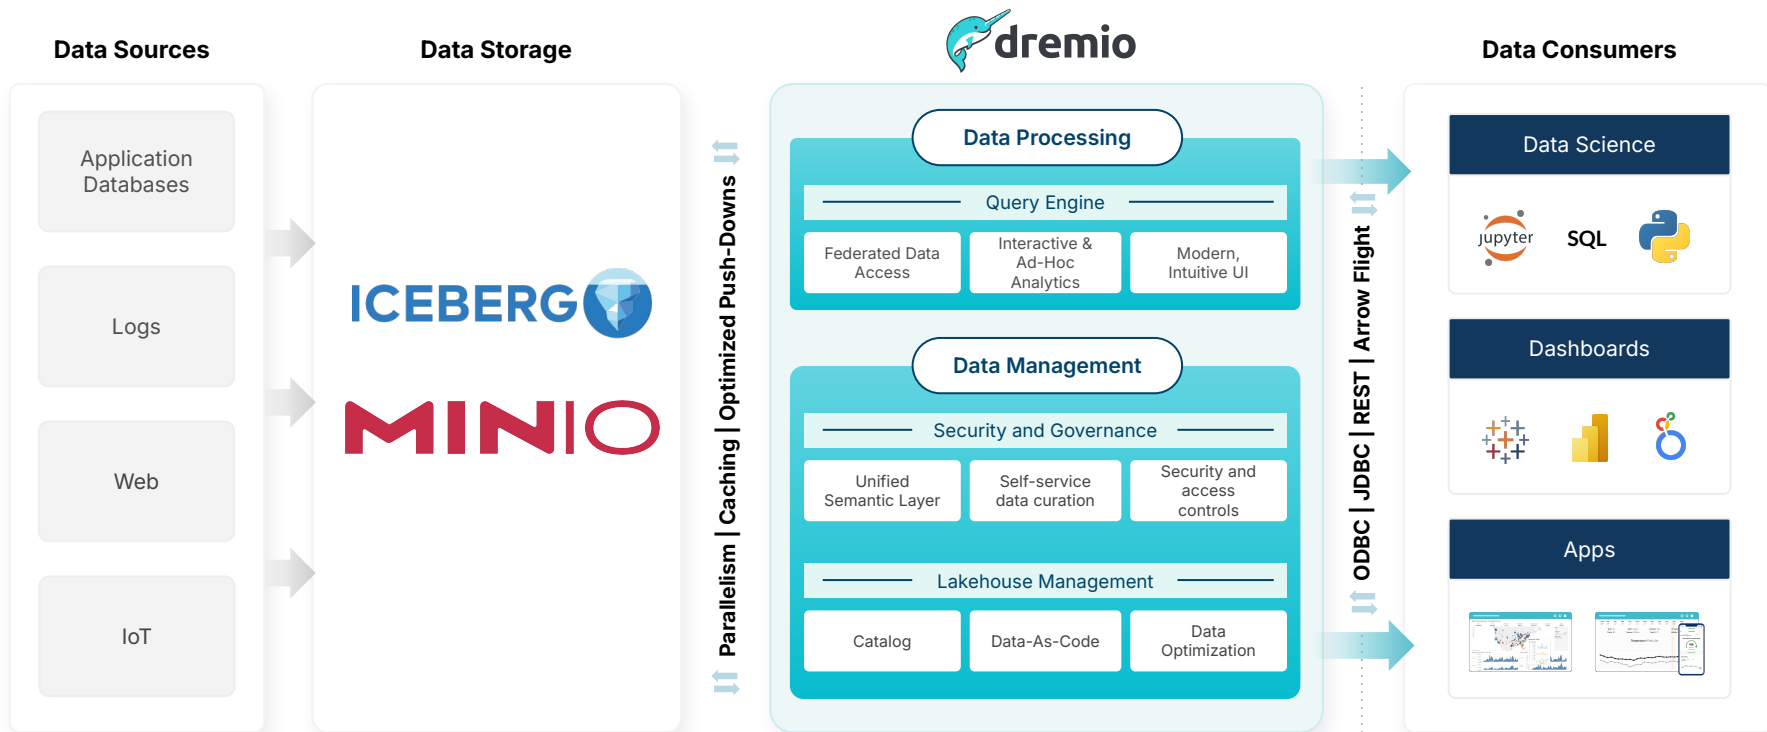 Data Sources
Application
Databases
Logs
Web
IoT
Data Storage
ICEBERG
MINIO
Parallelism | Caching | Optimized Push-Downs
dremio
Data Processing
Query Engine
Federated Data
Access
Interactive &
Ad-Hoc
Analytics
Modern,
Intuitive UI
Data Management
Security and Governance
Unified
Semantic Layer
Self-service
data curation
Security and
access
controls
Lakehouse Management
Catalog
Data-As-Code
Data
Optimization
ODBC | JDBC | REST | Arrow Flight
Data Consumers
Data Science
jupyter
SQL
Dashboards
Apps